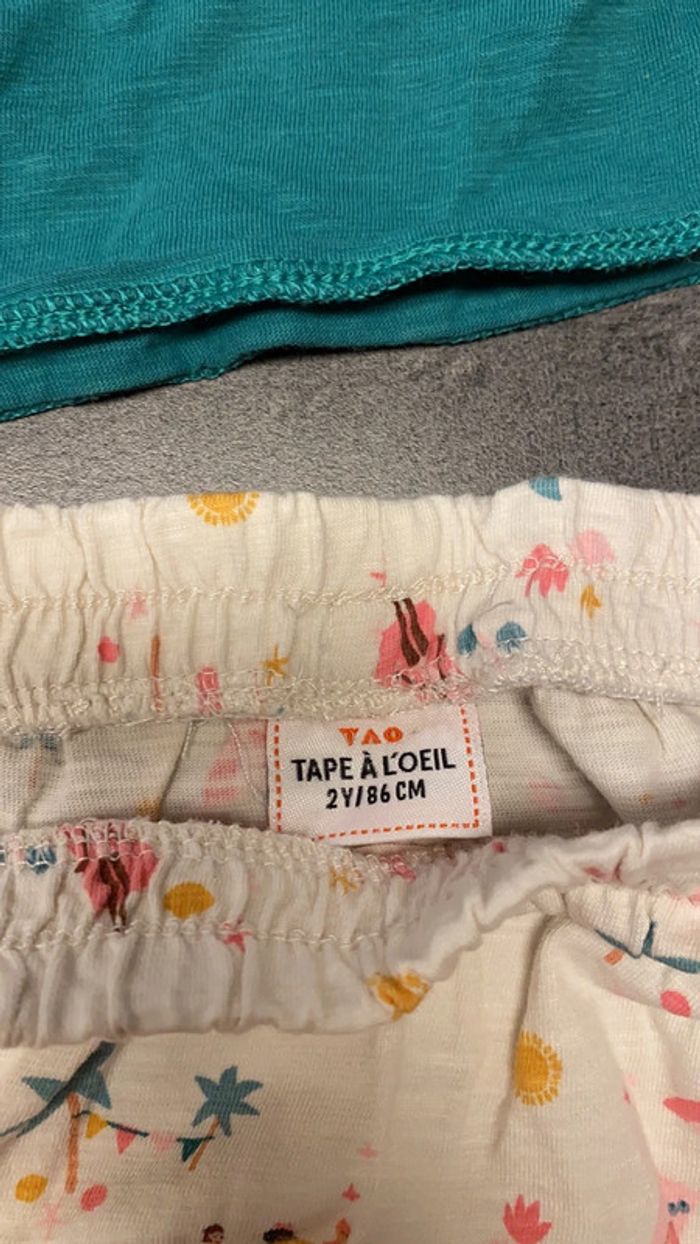 TAO
TAPE À L'OEIL
2Y/86 CM